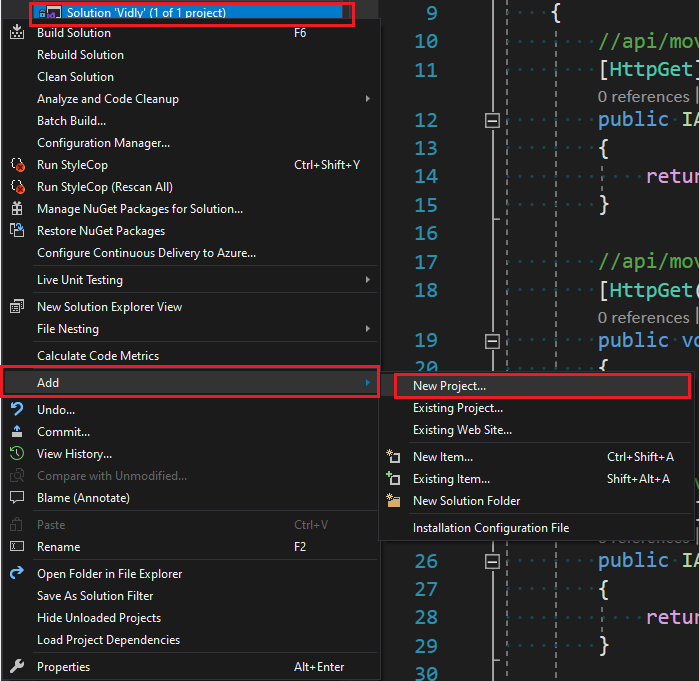 Solution 'Vidly' (1 of 1 project)
Build Solution F6
Rebuild Solution
Clean Solution
Analyze and Code Cleanup
Batch Build...
Configuration Manager...
Run StyleCop Ctrl+Shift+Y
Run StyleCop (Rescan All)
Manage NuGet Packages for Solution...
Restore NuGet Packages
Configure Continuous Delivery to Azure...
Live Unit Testing
New Solution Explorer View
File Nesting
Calculate Code Metrics
Add
Undo...
Commit...
View History...
Compare with Unmodified...
Blame (Annotate)
Paste Ctrl+V
Rename F2
Open Folder in File Explorer
Save As Solution Filter
Hide Unloaded Projects
Load Project Dependencies
Properties Alt+Enter
New Project...
Existing Project...
Existing Web Site...
New Item... Ctrl+Shift+A
Existing Item... Shift+Alt+A
New Solution Folder
Installation Configuration File
9 {
10 //api/mov
11 [HttpGet]
0 references |
12 public IA
13 {
14 retur
15 }
16
17 //api/mov
18 [HttpGet(
0 references |
19 public vo
20 {
26 public IA
27 {
28 retur
29 }
30